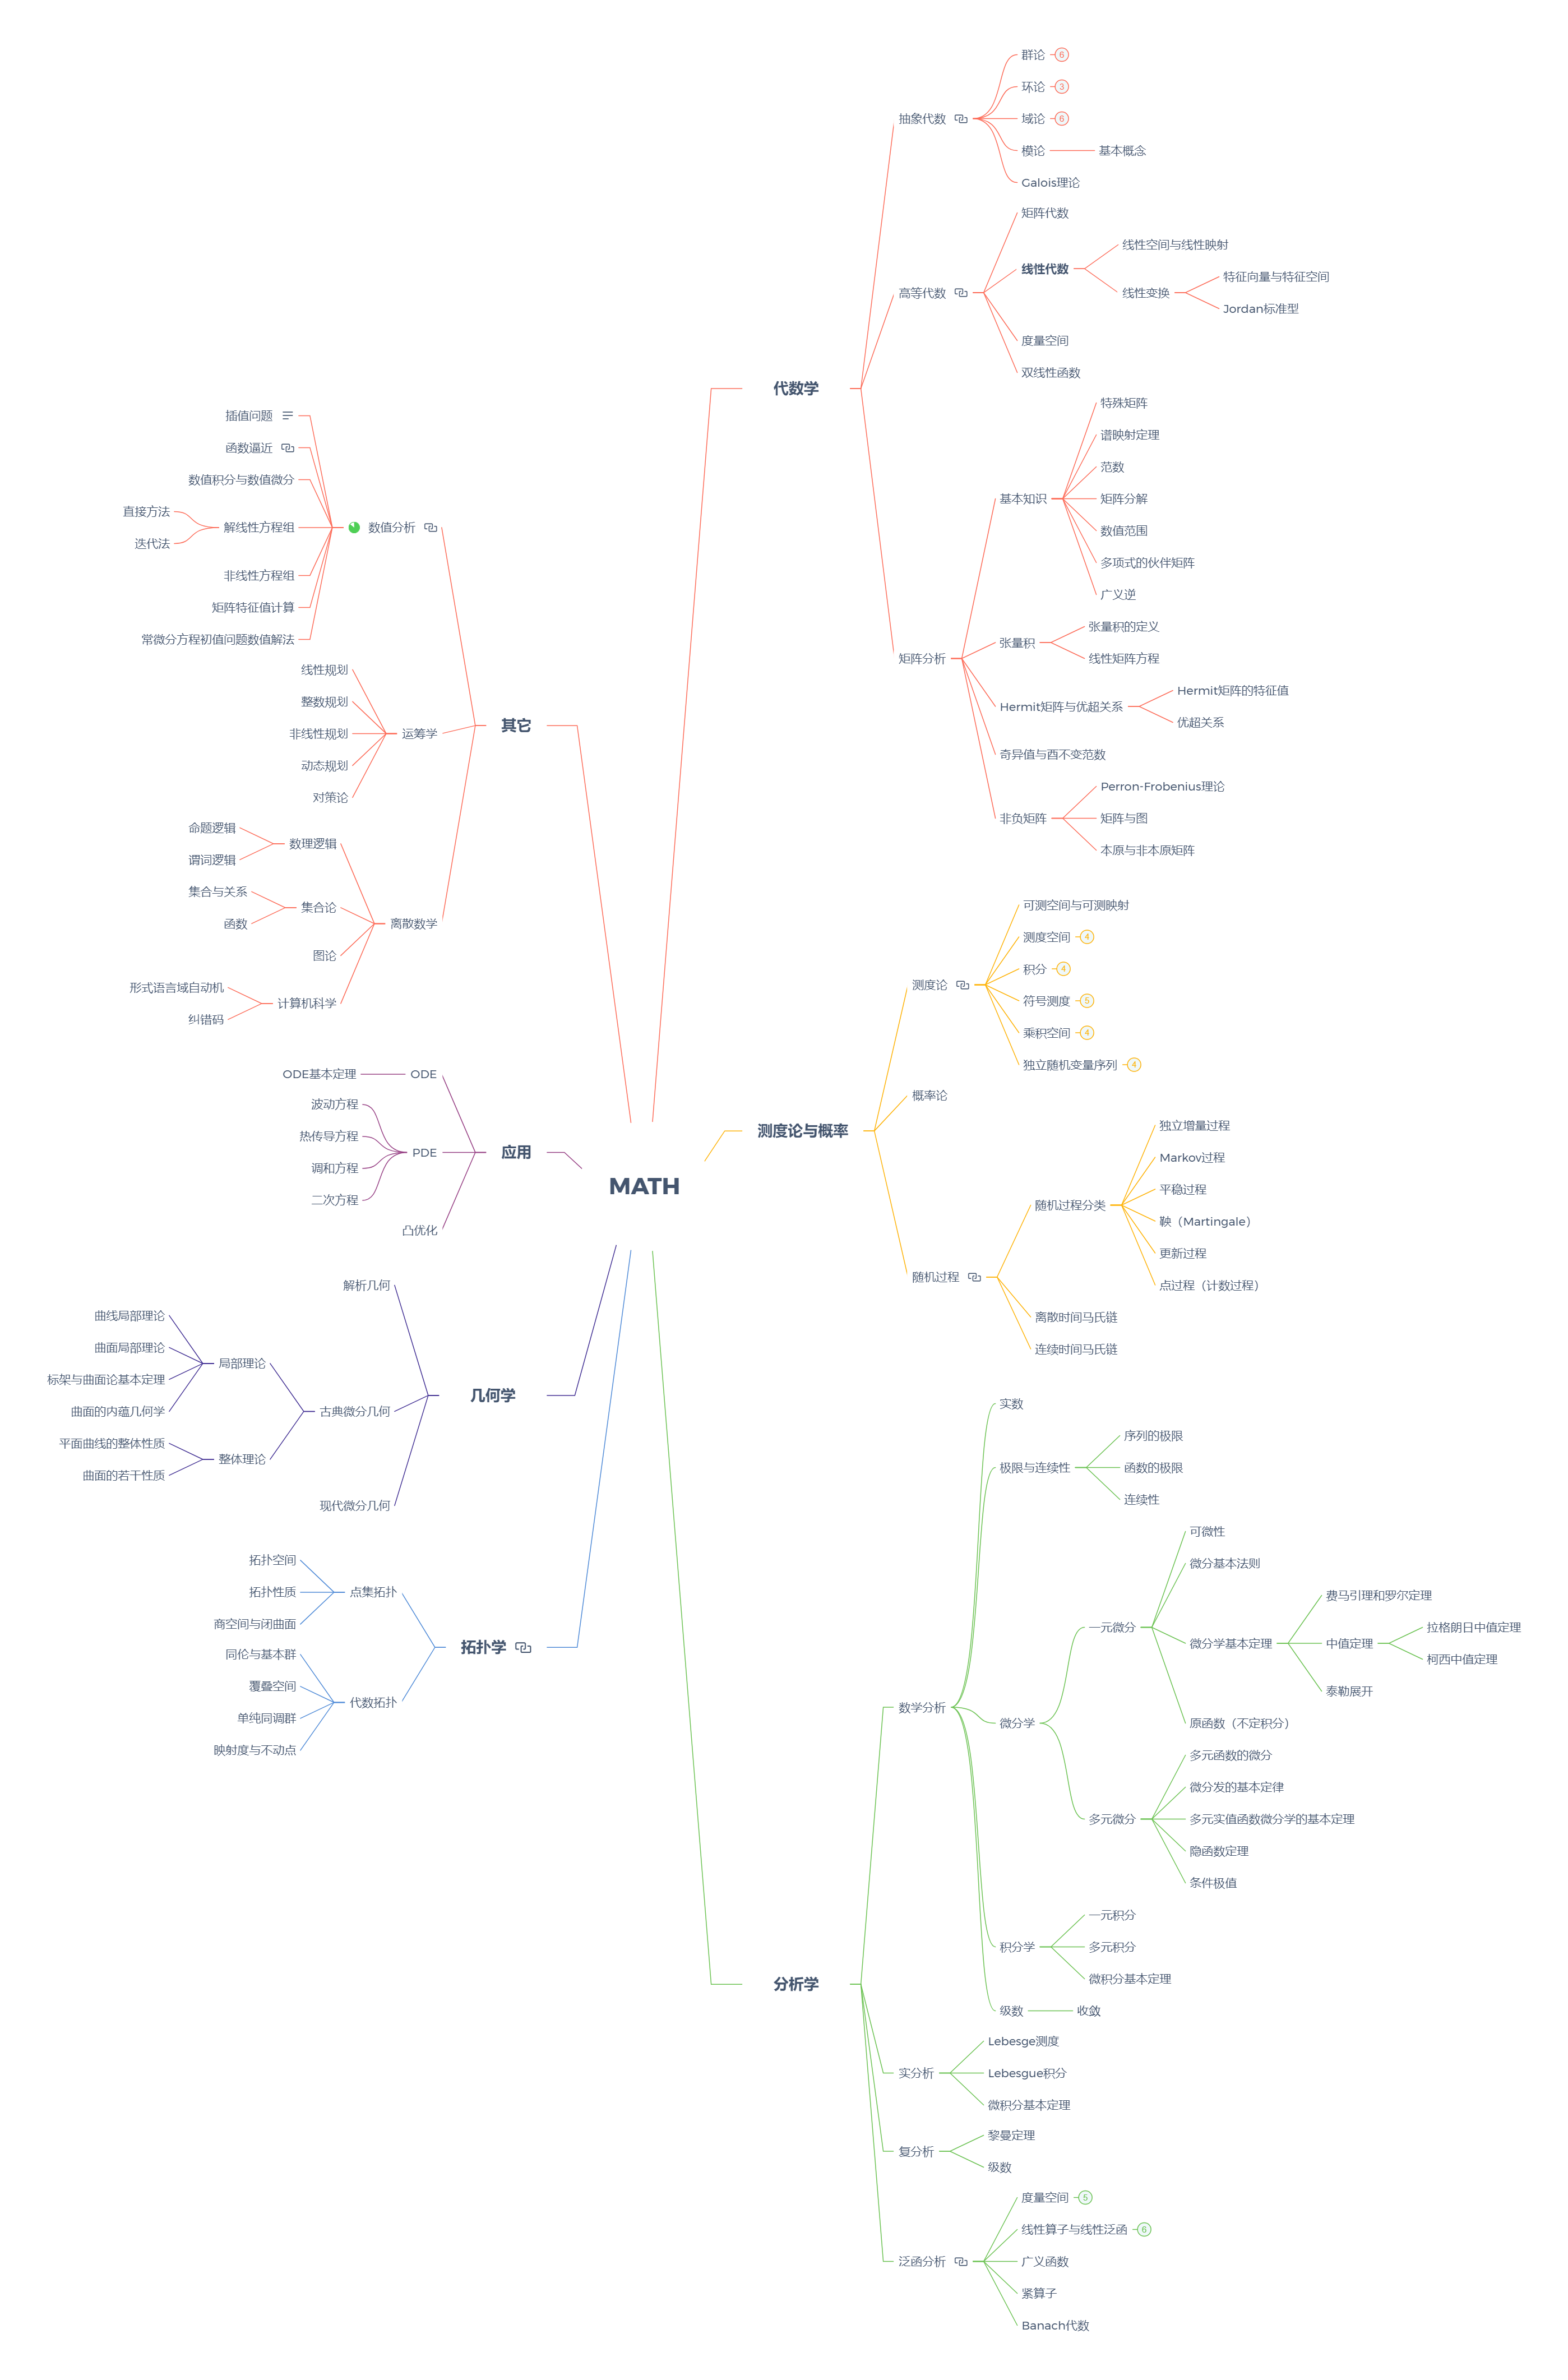 MATH
代数学
抽象代数
群论 6
环论 3
域论 6
模论
基本概念
Galois理论
高等代数
矩阵代数
线性代数
线性空间与线性映射
线性变换
特征向量与特征空间
Jordan标准型
度量空间
双线性函数
矩阵分析
基本知识
特殊矩阵
谱映射定理
范数
矩阵分解
数值范围
多项式的伙伴矩阵
广义逆
张量积
张量积的定义
线性矩阵方程
Hermit矩阵与优超关系
Hermit矩阵的特征值
优超关系
奇异值与酉不变范数
非负矩阵
Perron-Frobenius理论
矩阵与图
本原与非本原矩阵
测度论与概率
测度论
可测空间与可测映射
测度空间 4
积分 4
符号测度 5
乘积空间 4
独立随机变量序列 4
概率论
随机过程
随机过程分类
独立增量过程
Markov过程
平稳过程
鞅（Martingale）
更新过程
点过程（计数过程）
离散时间马氏链
连续时间马氏链
分析学
数学分析
实数
极限与连续性
序列的极限
函数的极限
连续性
微分学
一元微分
可微性
微分基本法则
微分学基本定理
费马引理和罗尔定理
中值定理
拉格朗日中值定理
柯西中值定理
泰勒展开
原函数（不定积分）
多元微分
多元函数的微分
微分发的基本定律
多元实值函数微分学的基本定理
隐函数定理
条件极值
积分学
一元积分
多元积分
微积分基本定理
级数
收敛
实分析
Lebesge测度
Lebesgue积分
微积分基本定理
复分析
黎曼定理
级数
泛函分析
度量空间 5
线性算子与线性泛函 6
广义函数
紧算子
Banach代数
其它
数值分析
插值问题
函数逼近
数值积分与数值微分
解线性方程组
直接方法
迭代法
非线性方程组
矩阵特征值计算
常微分方程初值问题数值解法
运筹学
线性规划
整数规划
非线性规划
动态规划
对策论
离散数学
数理逻辑
命题逻辑
谓词逻辑
集合论
集合与关系
函数
图论
计算机科学
形式语言域自动机
纠错码
应用
ODE
ODE基本定理
PDE
波动方程
热传导方程
调和方程
二次方程
凸优化
几何学
解析几何
古典微分几何
局部理论
曲线局部理论
曲面局部理论
标架与曲面论基本定理
曲面的内蕴几何学
整体理论
平面曲线的整体性质
曲面的若干性质
现代微分几何
拓扑学
点集拓扑
拓扑空间
拓扑性质
商空间与闭曲面
代数拓扑
同伦与基本群
覆叠空间
单纯同调群
映射度与不动点